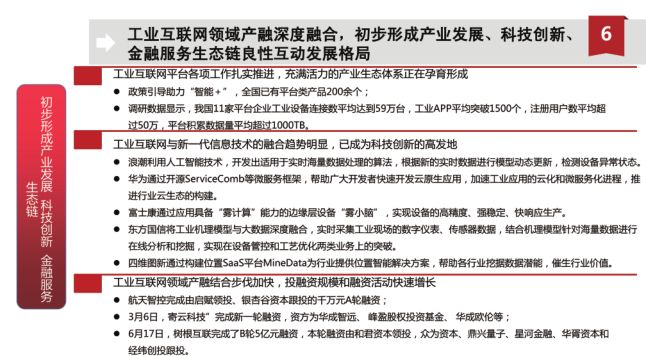 工业互联网领域产融深度融合，初步形成产业发展、科技创新、
金融服务生态链良性互动发展格局
6
初步形成产业发展 科技创新 金融服务
生态链
工业互联网平台各项工作扎实推进，充满活力的产业生态体系正在孕育形成
● 政策引导助力“智能＋”，全国已有平台类产品200余个；
● 调研数据显示，我国11家平台企业工业设备连接数平均达到59万台，工业APP平均突破1500个，注册用户数平均超
过50万，平台积累数据量平均超过1000TB。
工业互联网与新一代信息技术的融合趋势明显，已成为科技创新的高发地
● 浪潮利用人工智能技术，开发出适用于实时海量数据处理的算法，根据新的实时数据进行模型动态更新，检测设备异常状态。
● 华为通过开源ServiceComb等微服务框架，帮助广大开发者快速开发云原生应用，加速工业应用的云化和微服务化进程，推
进行业云生态的构建。
● 富士康通过应用具备“雾计算”能力的边缘层设备“雾小脑”，实现设备的高精度、强稳定、快响应生产。
● 东方国信将工业机理模型与大数据深度融合，实时采集工业现场的数字仪表、传感器数据，结合机理模型针对海量数据进行
在线分析和挖掘，实现在设备管控和工艺优化两类业务上的突破。
● 四维图新通过构建位置SaaS平台MineData为行业提供位置智能解决方案，帮助各行业挖掘数据潜能，催生行业价值。
工业互联网领域产融结合步伐加快，投融资规模和融资活动快速增长
● 航天智控完成由启赋领投、银杏谷资本跟投的千万元A轮融资；
● 3月6日，寄云科技”完成新一轮融资，资方为华成智远、 峰盈股权投资基金、 华成欧伦等；
● 6月17日，树根互联完成了B轮5亿元融资，本轮融资由和君资本领投，众为资本、鼎兴量子、星河金融、华胥资本和
经纬创投跟投。